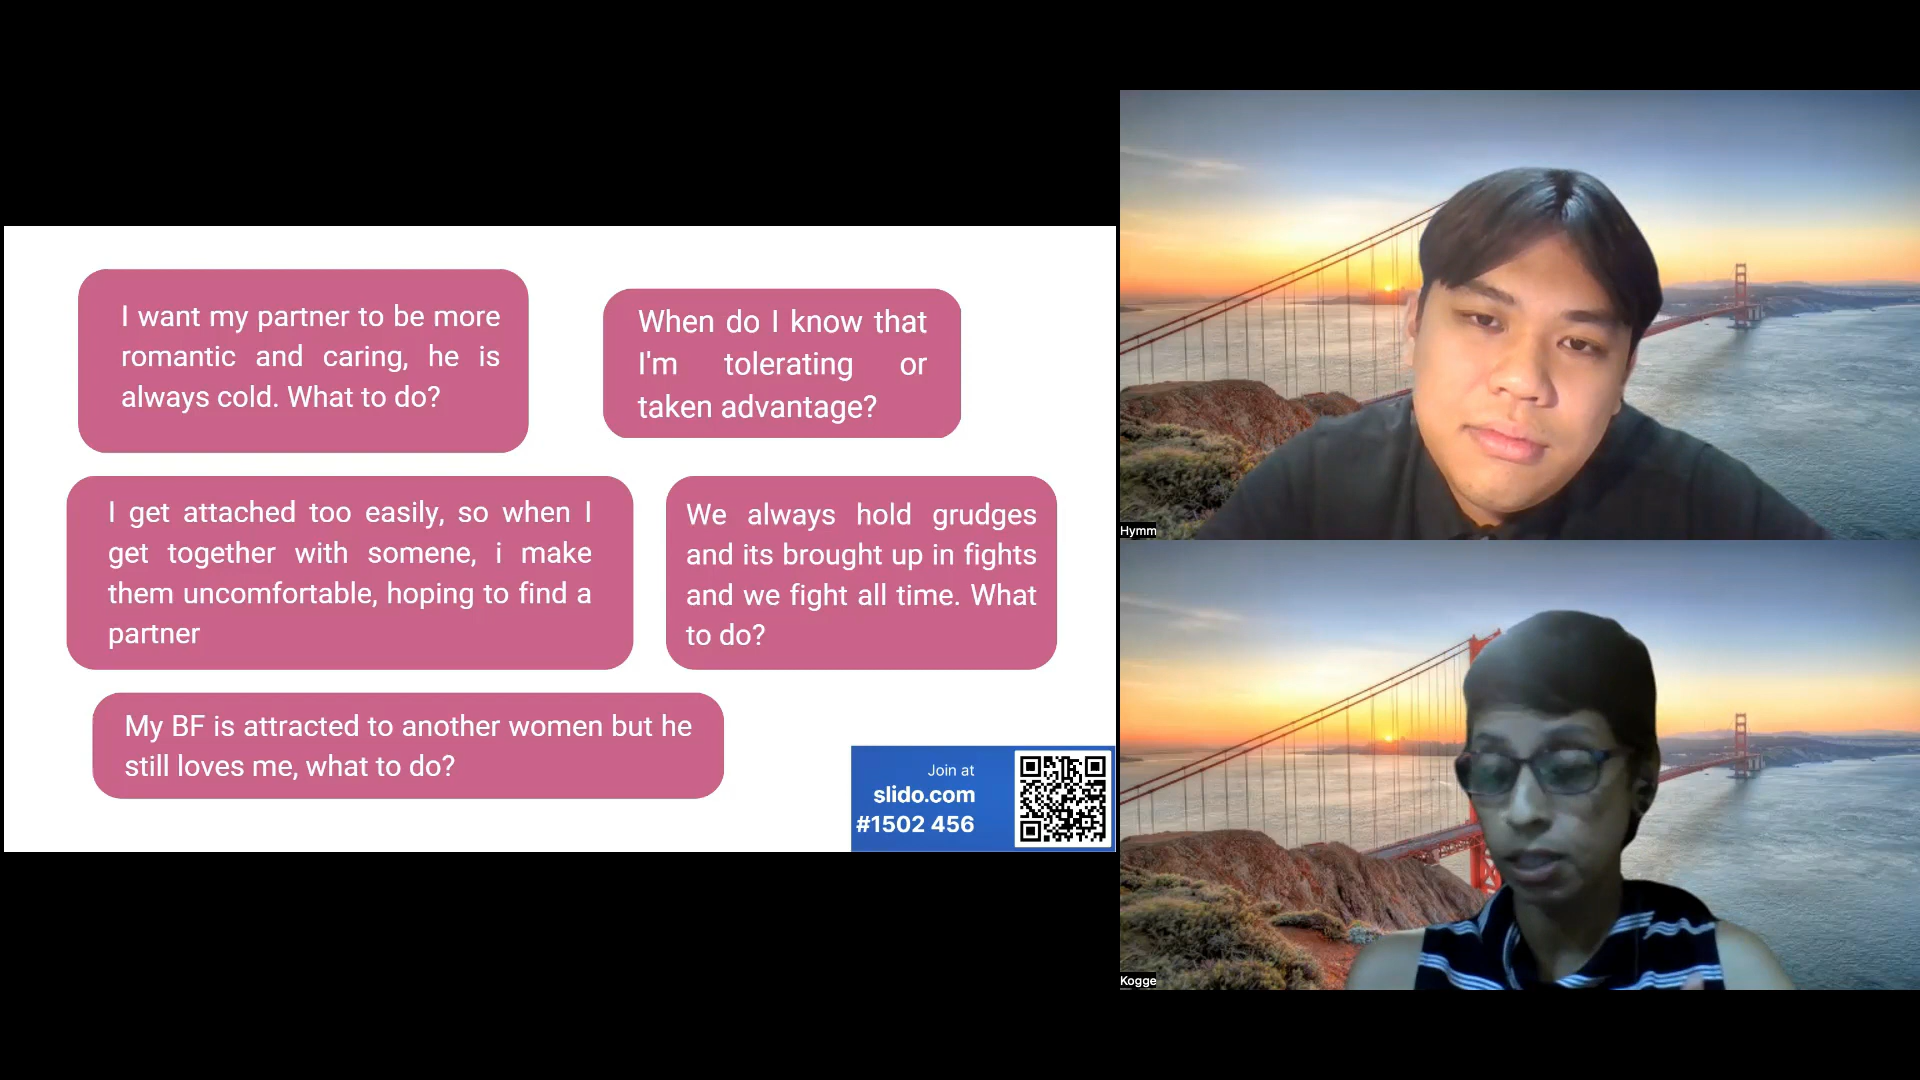 I want my partner to be more
romantic and caring, he is
always cold. What to do?
When do I know that
I'm tolerating or
taken advantage?
I get attached too easily, so when I
get together with somene, i make
them uncomfortable, hoping to find a
partner
We always hold grudges
and its brought up in fights
and we fight all time. What
to do?
My BF is attracted to another women but he
still loves me, what to do?
Join at
slido.com
#1502 456
Hymm
Kogge